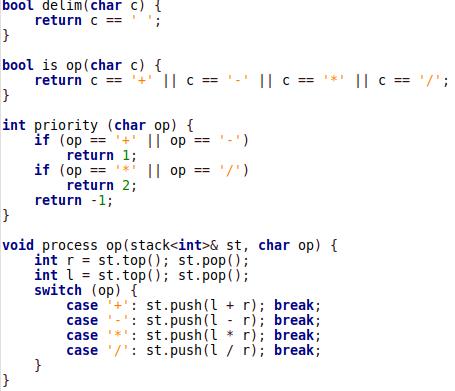 bool delim(char c) {
    return c == ' ';
}

bool is op(char c) {
    return c == '+' || c == '-' || c == '*' || c == '/';
}

int priority (char op) {
    if (op == '+' || op == '-')
        return 1;
    if (op == '*' || op == '/')
        return 2;
    return -1;
}

void process op(stack<int>& st, char op) {
    int r = st.top(); st.pop();
    int l = st.top(); st.pop();
    switch (op) {
        case '+': st.push(l + r); break;
        case '-': st.push(l - r); break;
        case '*': st.push(l * r); break;
        case '/': st.push(l / r); break;
    }
}